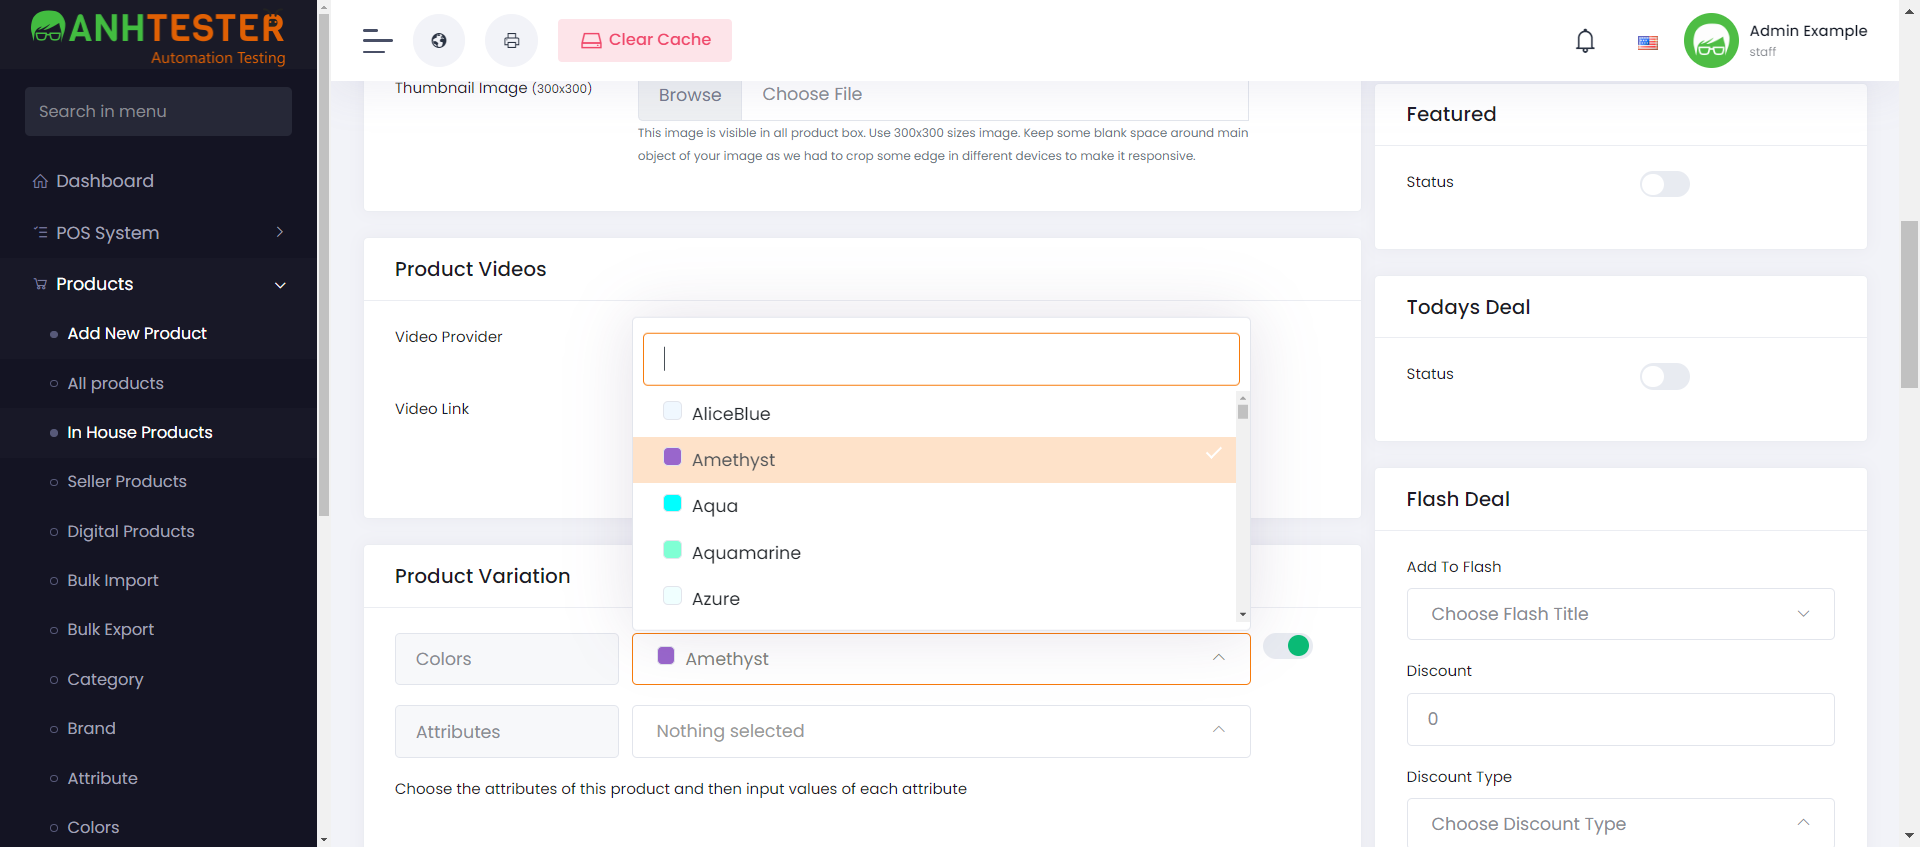 ANHTESTER
Automation Testing
Search in menu
Dashboard
POS System
Products
Add New Product
All products
In House Products
Seller Products
Digital Products
Bulk Import
Bulk Export
Category
Brand
Attribute
Colors
Clear Cache
Admin Example
staff
Thumbnail Image (300x300)
Browse
Choose File
This image is visible in all product box. Use 300x300 sizes image. Keep some blank space around main
object of your image as we had to crop some edge in different devices to make it responsive.
Product Videos
Video Provider
Video Link
AliceBlue
Amethyst
Aqua
Aquamarine
Azure
Product Variation
Colors
Amethyst
Attributes
Nothing selected
Choose the attributes of this product and then input values of each attribute
Featured
Status
Todays Deal
Status
Flash Deal
Add To Flash
Choose Flash Title
Discount
0
Discount Type
Choose Discount Type